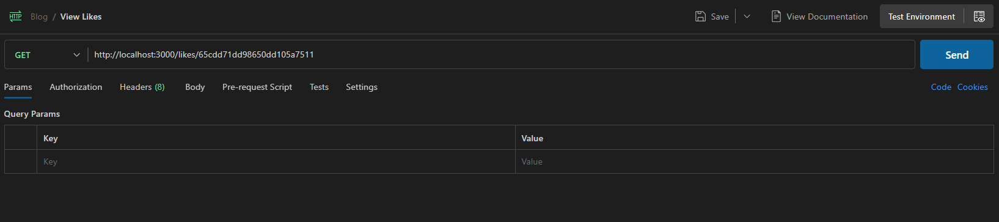 HTTP Blog / View Likes Save View Documentation Test Environment
GET http://localhost:3000/likes/65cdd71dd98650dd105a7511 Send
Params Authorization Headers (8) Body Pre-request Script Tests Settings Code Cookies
Query Params
Key Value
Key Value